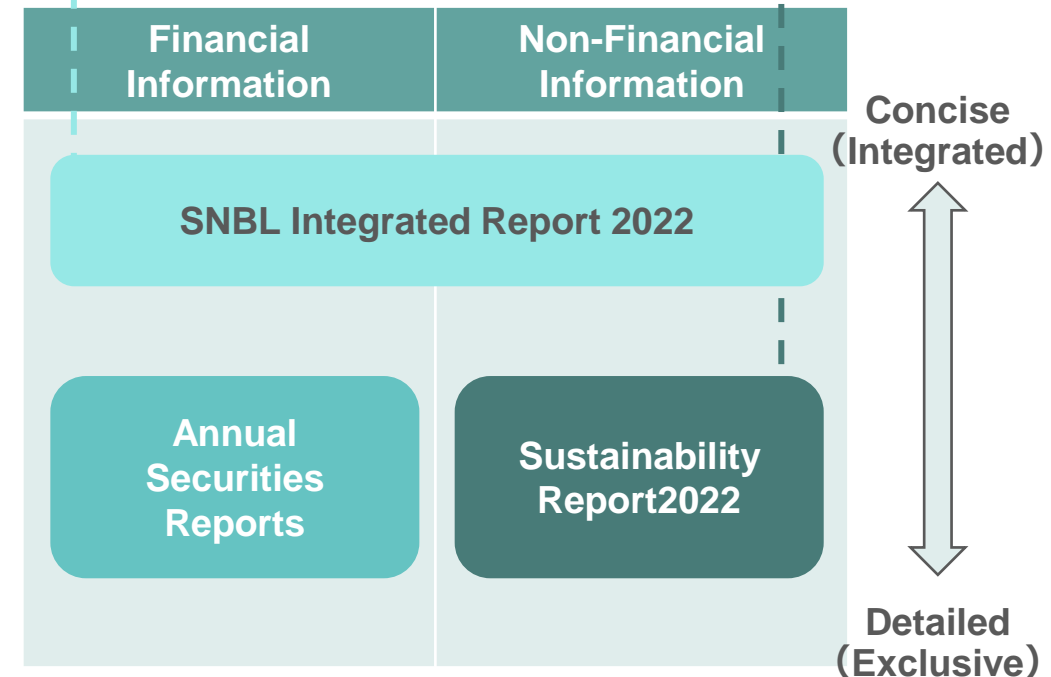 Financial
Information
Non-Financial
Information
Concise
（Integrated）
SNBL Integrated Report 2022
Annual
Securities
Reports
Sustainability
Report2022
Detailed
（Exclusive）